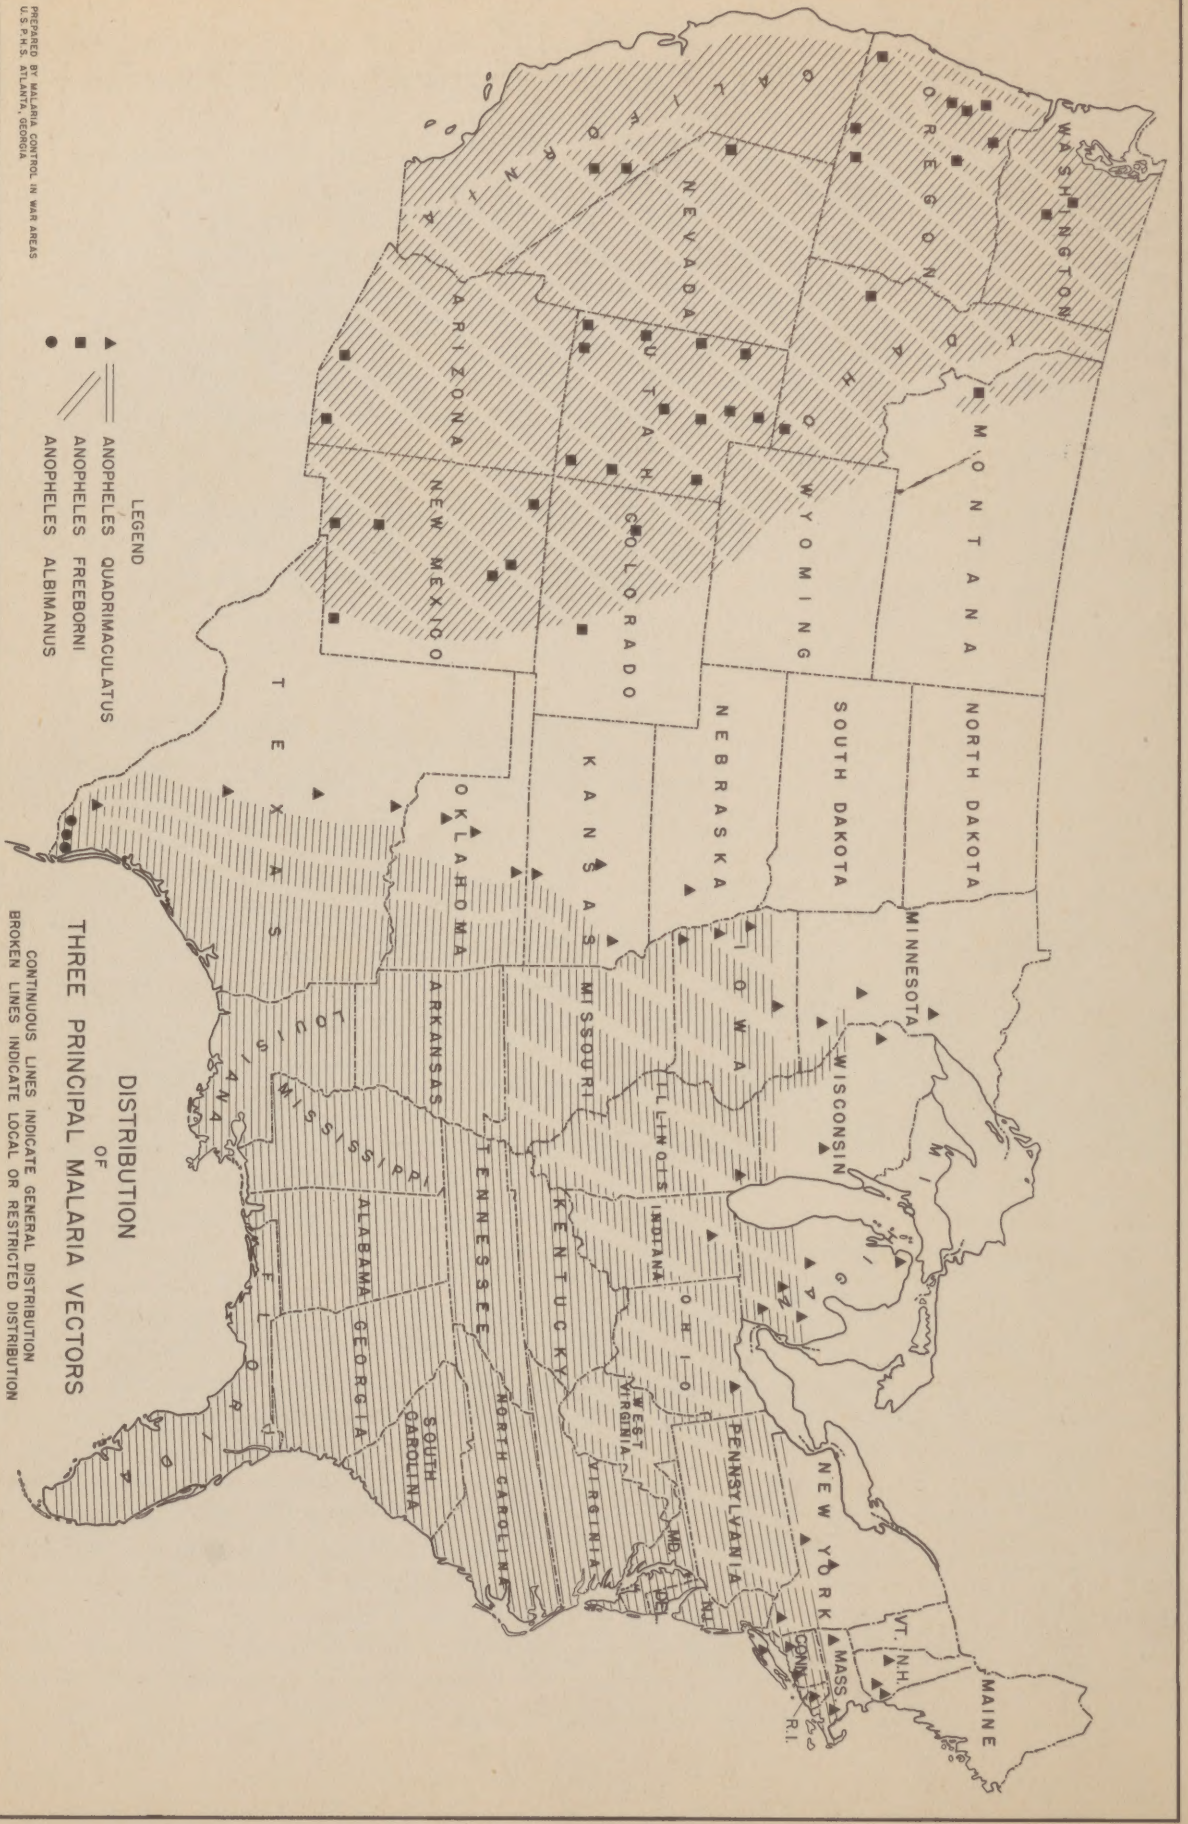 WASHINGTON
OREGON
CALIFORNIA
NEVADA
IDAHO
MONTANA
WYOMING
UTAH
COLORADO
ARIZONA
NEW MEXICO
NORTH DAKOTA
SOUTH DAKOTA
NEBRASKA
KANSAS
OKLAHOMA
TEXAS
MINNESOTA
IOWA
MISSOURI
ARKANSAS
LOUISIANA
WISCONSIN
ILLINOIS
MICHIGAN
INDIANA
OHIO
KENTUCKY
TENNESSEE
MISSISSIPPI
ALABAMA
GEORGIA
FLORIDA
SOUTH
CAROLINA
NORTH CAROLINA
VIRGINIA
WEST
VIRGINIA
MD.
DEL.
N.J.
PENNSYLVANIA
NEW YORK
CONN.
R.I.
MASS.
VT.
N.H.
MAINE
LEGEND
ANOPHELES QUADRIMACULATUS
ANOPHELES FREEBORNI
ANOPHELES ALBIMANUS
DISTRIBUTION
OF
THREE PRINCIPAL MALARIA VECTORS
CONTINUOUS LINES INDICATE GENERAL DISTRIBUTION
BROKEN LINES INDICATE LOCAL OR RESTRICTED DISTRIBUTION
PREPARED BY MALARIA CONTROL IN WAR AREAS
U.S.P.H.S. ATLANTA, GEORGIA